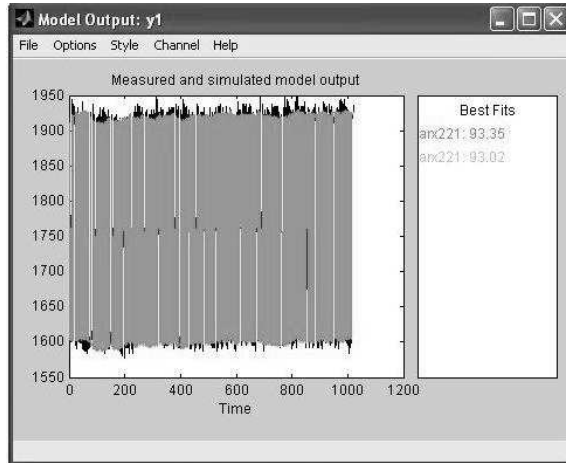 Model Output: y1
File Options Style Channel Help
Measured and simulated model output
1950
1900
1850
1800
1750
1700
1650
1600
1550
0 200 400 600 800 1000 1200
Time
Best Fits
arx221: 93.35
arx221: 93.02